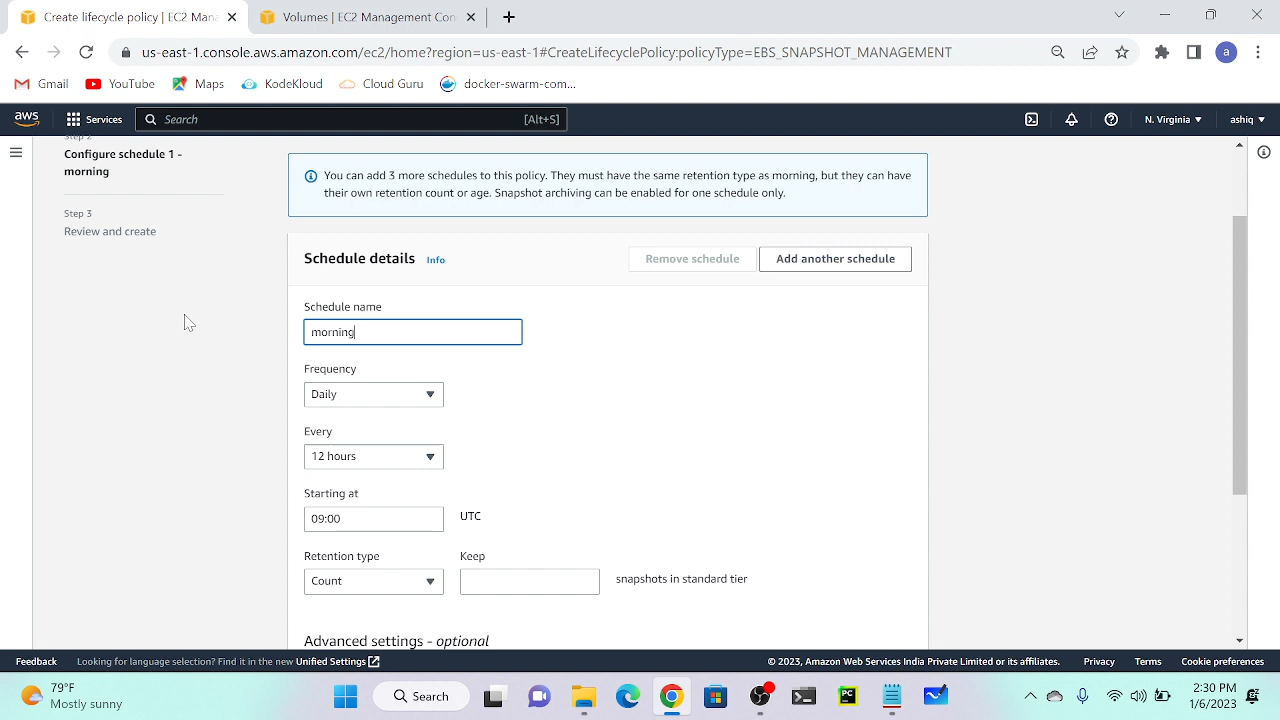 Create lifecycle policy | EC2 Mana
Volumes | EC2 Management Con
us-east-1.console.aws.amazon.com/ec2/home?region=us-east-1#CreateLifecyclePolicy:policyType=EBS_SNAPSHOT_MANAGEMENT
a
Gmail
YouTube
Maps
KodeKloud
Cloud Guru
docker-swarm-com...
aws
Services
Search
[Alt+S]
N. Virginia
ashiq
Step 2
Configure schedule 1 -
morning
Step 3
Review and create
You can add 3 more schedules to this policy. They must have the same retention type as morning, but they can have
their own retention count or age. Snapshot archiving can be enabled for one schedule only.
Schedule details
Info
Remove schedule
Add another schedule
Schedule name
morning
Frequency
Daily
Every
12 hours
Starting at
09:00
UTC
Retention type
Keep
Count
snapshots in standard tier
Advanced settings - optional
Feedback
Looking for language selection? Find it in the new Unified Settings
© 2023, Amazon Web Services India Private Limited or its affiliates.
Privacy
Terms
Cookie preferences
79°F
Mostly sunny
Search
PC
2:30 PM
1/6/2023